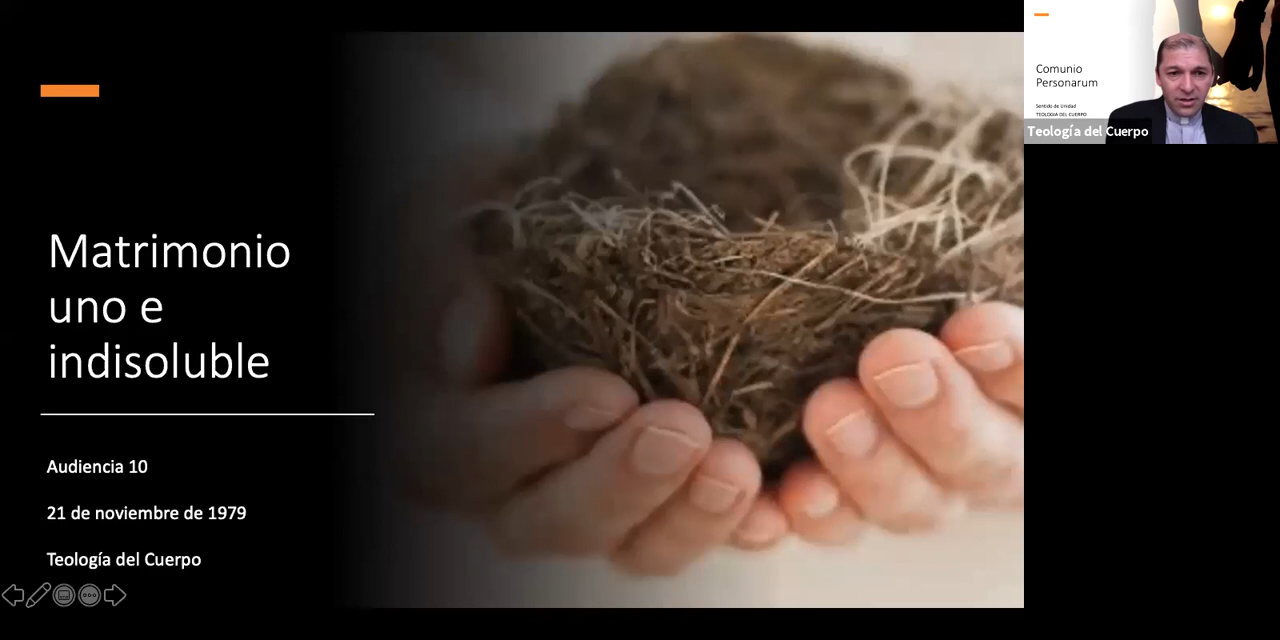 Matrimonio
uno e
indisoluble
Audiencia 10
21 de noviembre de 1979
Teología del Cuerpo
Comunio
Personarum
Sentido de Unidad
TEOLOGIA DEL CUERPO
Teología del Cuerpo